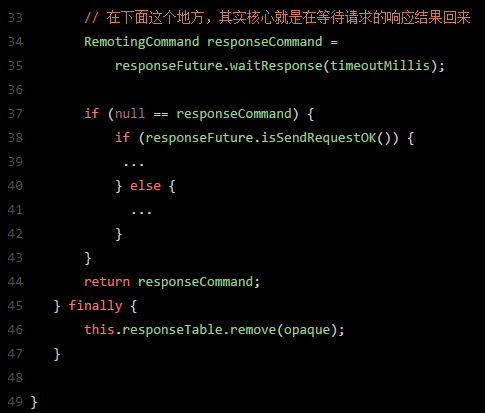 33 // 在下面这个地方，其实核心就是在等待请求的响应结果回来
34 RemotingCommand responseCommand =
35 responseFuture.waitResponse(timeoutMillis);
36
37 if (null == responseCommand) {
38 if (responseFuture.isSendRequestOK()) {
39 ...
40 } else {
41 ...
42 }
43 }
44 return responseCommand;
45 } finally {
46 this.responseTable.remove(opaque);
47 }
48
49 }